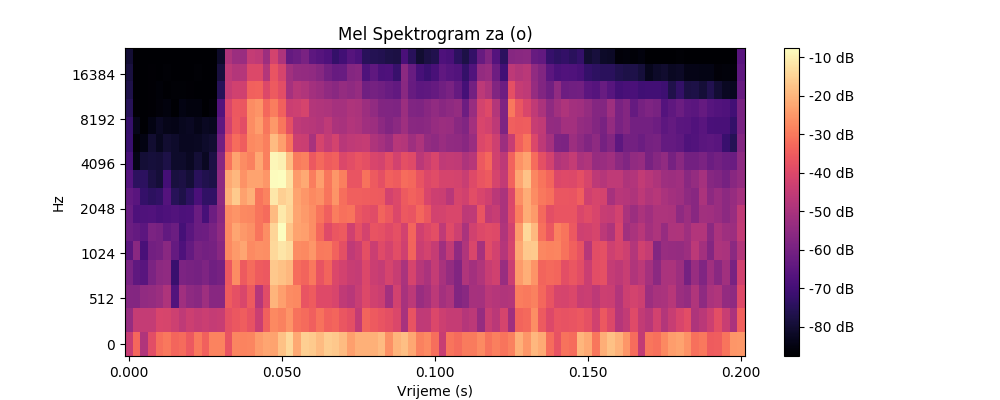 Mel Spektrogram za (o)
Hz
16384
8192
4096
2048
1024
512
0
0.000 0.050 0.100 0.150 0.200
Vrijeme (s)
-10 dB
-20 dB
-30 dB
-40 dB
-50 dB
-60 dB
-70 dB
-80 dB